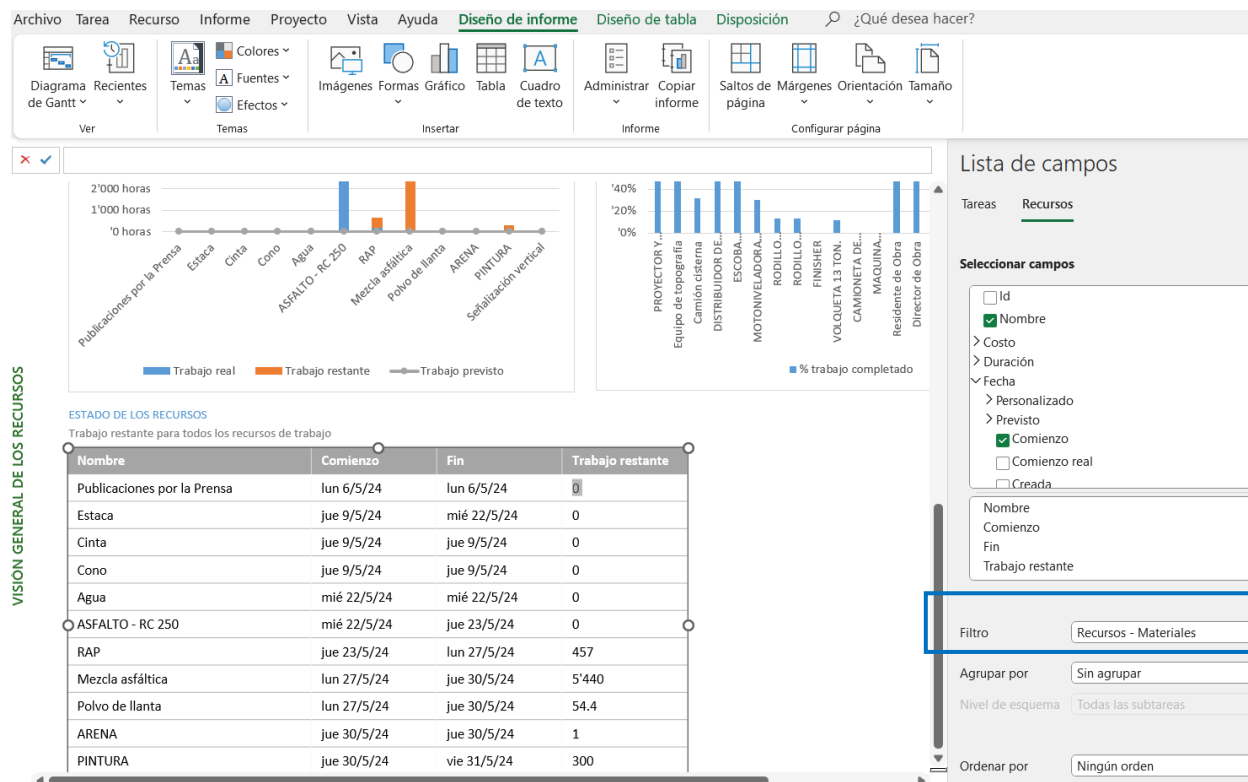 Archivo Tarea Recurso Informe Proyecto Vista Ayuda Diseño de informe Diseño de tabla Disposición ¿Qué desea hacer?
Diagrama de Gantt
Recientes
Ver
Temas
Colores
Fuentes
Efectos
Temas
Imágenes
Formas
Gráfico
Tabla
Cuadro de texto
Insertar
Administrar
Copiar informe
Informe
Saltos de página
Márgenes
Orientación
Tamaño
Configurar página
2'000 horas
1'000 horas
'0 horas
Publicaciones por la Prensa
Estaca
Cinta
Cono
Agua
ASFALTO - RC 250
RAP
Mezcla asfáltica
Polvo de llanta
ARENA
PINTURA
Señalización vertical
Trabajo real
Trabajo restante
Trabajo previsto
'40%
'20%
'0%
PROYECTOR Y...
Equipo de topografía
Camión cisterna
DISTRIBUIDOR DE...
ESCOBA...
MOTONIVELADORA...
RODILLO...
RODILLO...
FINISHER
VOLQUETA 13 TON.
CAMIONETA DE...
MAQUINA...
Residente de Obra
Director de Obra
% trabajo completado
VISIÓN GENERAL DE LOS RECURSOS
ESTADO DE LOS RECURSOS
Trabajo restante para todos los recursos de trabajo
Nombre Comienzo Fin Trabajo restante
Publicaciones por la Prensa lun 6/5/24 lun 6/5/24 0
Estaca jue 9/5/24 mié 22/5/24 0
Cinta jue 9/5/24 jue 9/5/24 0
Cono jue 9/5/24 jue 9/5/24 0
Agua mié 22/5/24 mié 22/5/24 0
ASFALTO - RC 250 mié 22/5/24 jue 23/5/24 0
RAP jue 23/5/24 lun 27/5/24 457
Mezcla asfáltica lun 27/5/24 jue 30/5/24 5'440
Polvo de llanta lun 27/5/24 jue 30/5/24 54.4
ARENA jue 30/5/24 jue 30/5/24 1
PINTURA jue 30/5/24 vie 31/5/24 300
Lista de campos
Tareas Recursos
Seleccionar campos
Id
Nombre
Costo
Duración
Fecha
Personalizado
Previsto
Comienzo
Comienzo real
Creada
Nombre
Comienzo
Fin
Trabajo restante
Filtro Recursos - Materiales
Agrupar por Sin agrupar
Nivel de esquema Todas las subtareas
Ordenar por Ningún orden